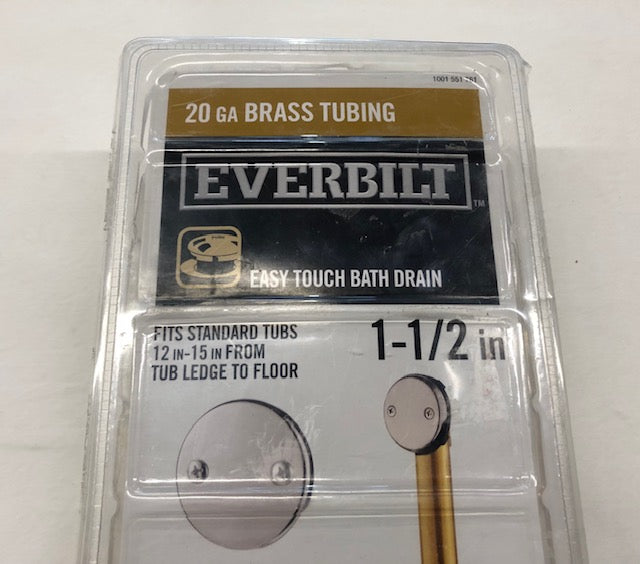 1001 551 761
20 GA BRASS TUBING
EVERBILT
TM
EASY TOUCH BATH DRAIN
FITS STANDARD TUBS
12 IN-15 IN FROM
TUB LEDGE TO FLOOR
1-1/2 in